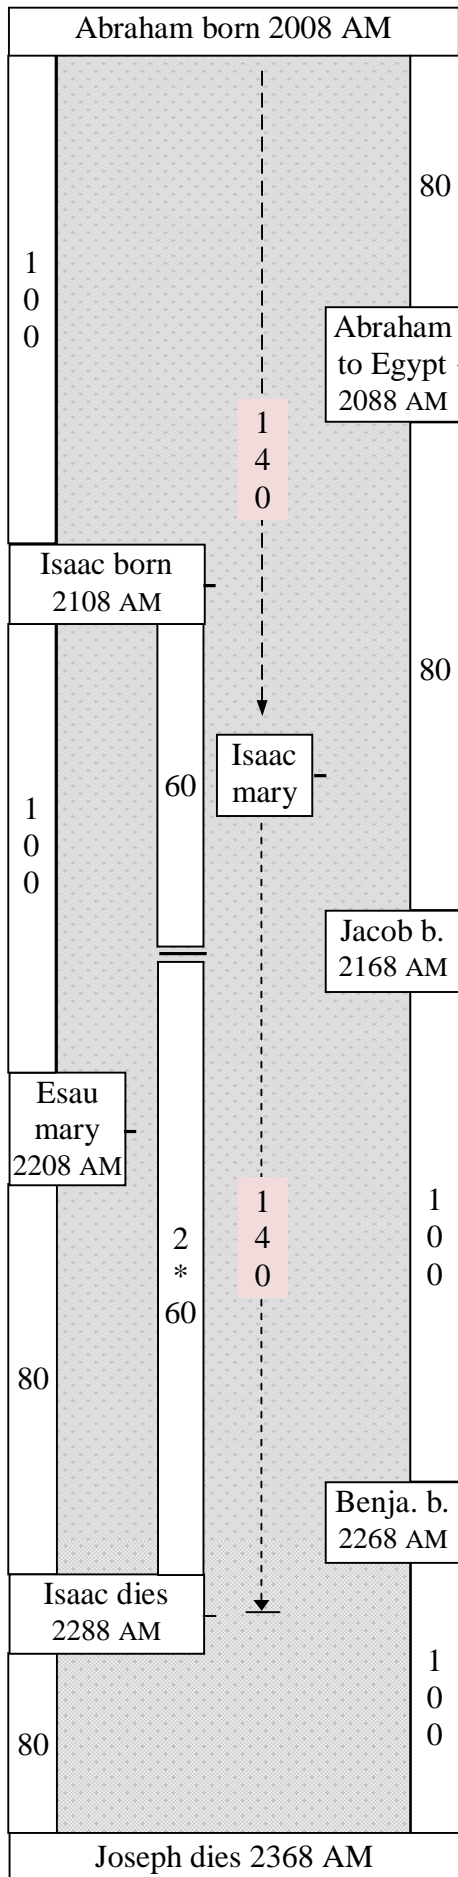 Abraham born 2008 AM
80
1
0
0
Abraham
to Egypt -
2088 AM
1
4
0
Isaac born
2108 AM
80
60
Isaac
mary
1
0
0
Jacob b.
2168 AM
Esau
mary
2208 AM
1
4
0
1
0
0
2
*
60
80
Benja. b.
2268 AM
Isaac dies
2288 AM
1
0
0
80
Joseph dies 2368 AM